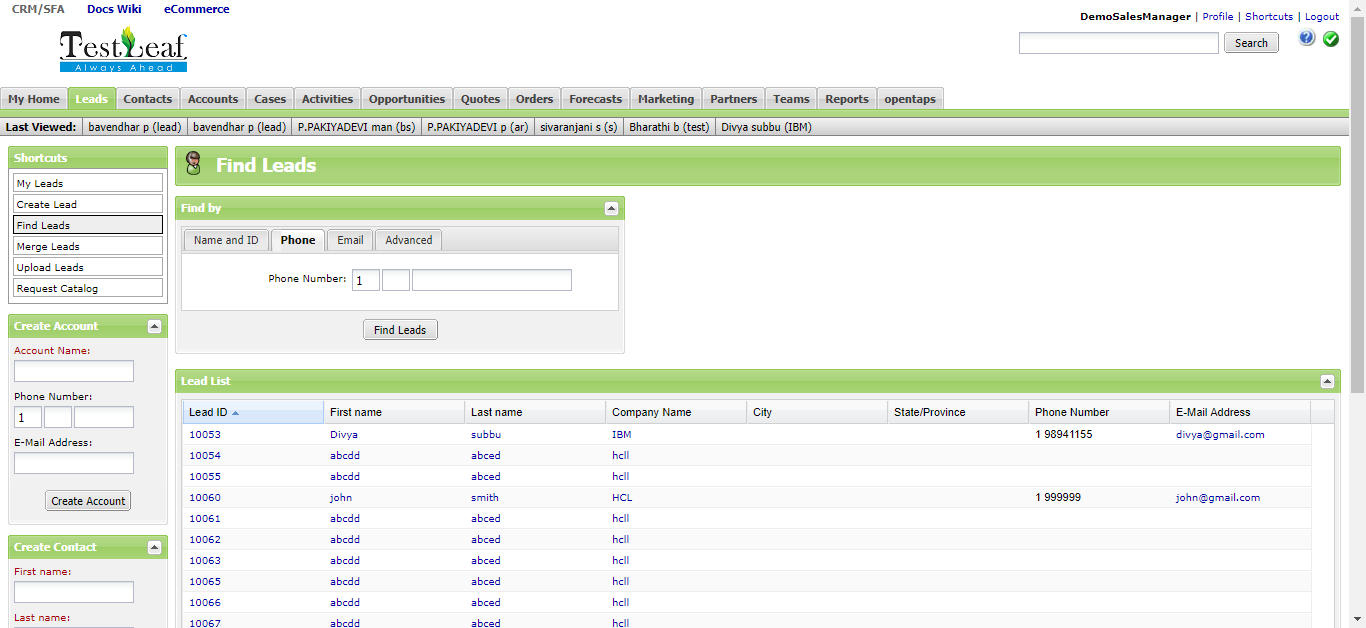 CRM/SFA Docs Wiki eCommerce
DemoSalesManager | Profile | Shortcuts | Logout
TestLeaf
Always Ahead
Search
My Home Leads Contacts Accounts Cases Activities Opportunities Quotes Orders Forecasts Marketing Partners Teams Reports opentaps
Last Viewed: bavendhar p (lead) bavendhar p (lead) P.PAKIYADEVI man (bs) P.PAKIYADEVI p (ar) sivaranjani s (s) Bharathi b (test) Divya subbu (IBM)
Shortcuts
My Leads
Create Lead
Find Leads
Merge Leads
Upload Leads
Request Catalog
Create Account
Account Name:
Phone Number:
1
E-Mail Address:
Create Account
Create Contact
First name:
Last name:
Find Leads
Find by
Name and ID Phone Email Advanced
Phone Number: 1
Find Leads
Lead List
Lead ID First name Last name Company Name City State/Province Phone Number E-Mail Address
10053 Divya subbu IBM 1 98941155 divya@gmail.com
10054 abcdd abced hcll
10055 abcdd abced hcll
10060 john smith HCL 1 999999 john@gmail.com
10061 abcdd abced hcll
10062 abcdd abced hcll
10063 abcdd abced hcll
10065 abcdd abced hcll
10066 abcdd abced hcll
10067 abcdd abced hcll